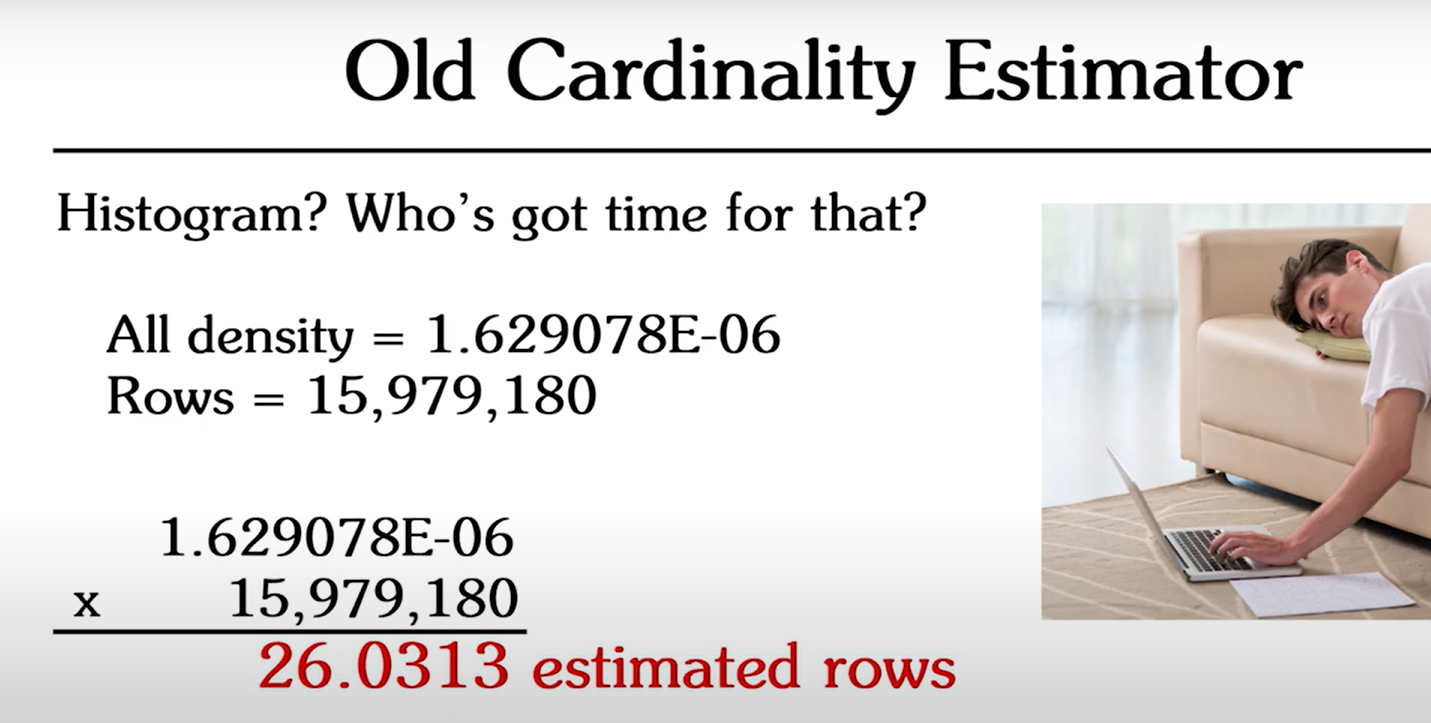 Old Cardinality Estimator
Histogram? Who's got time for that?
All density = 1.629078E-06
Rows = 15,979,180
1.629078E-06
x 15,979,180
26.0313 estimated rows